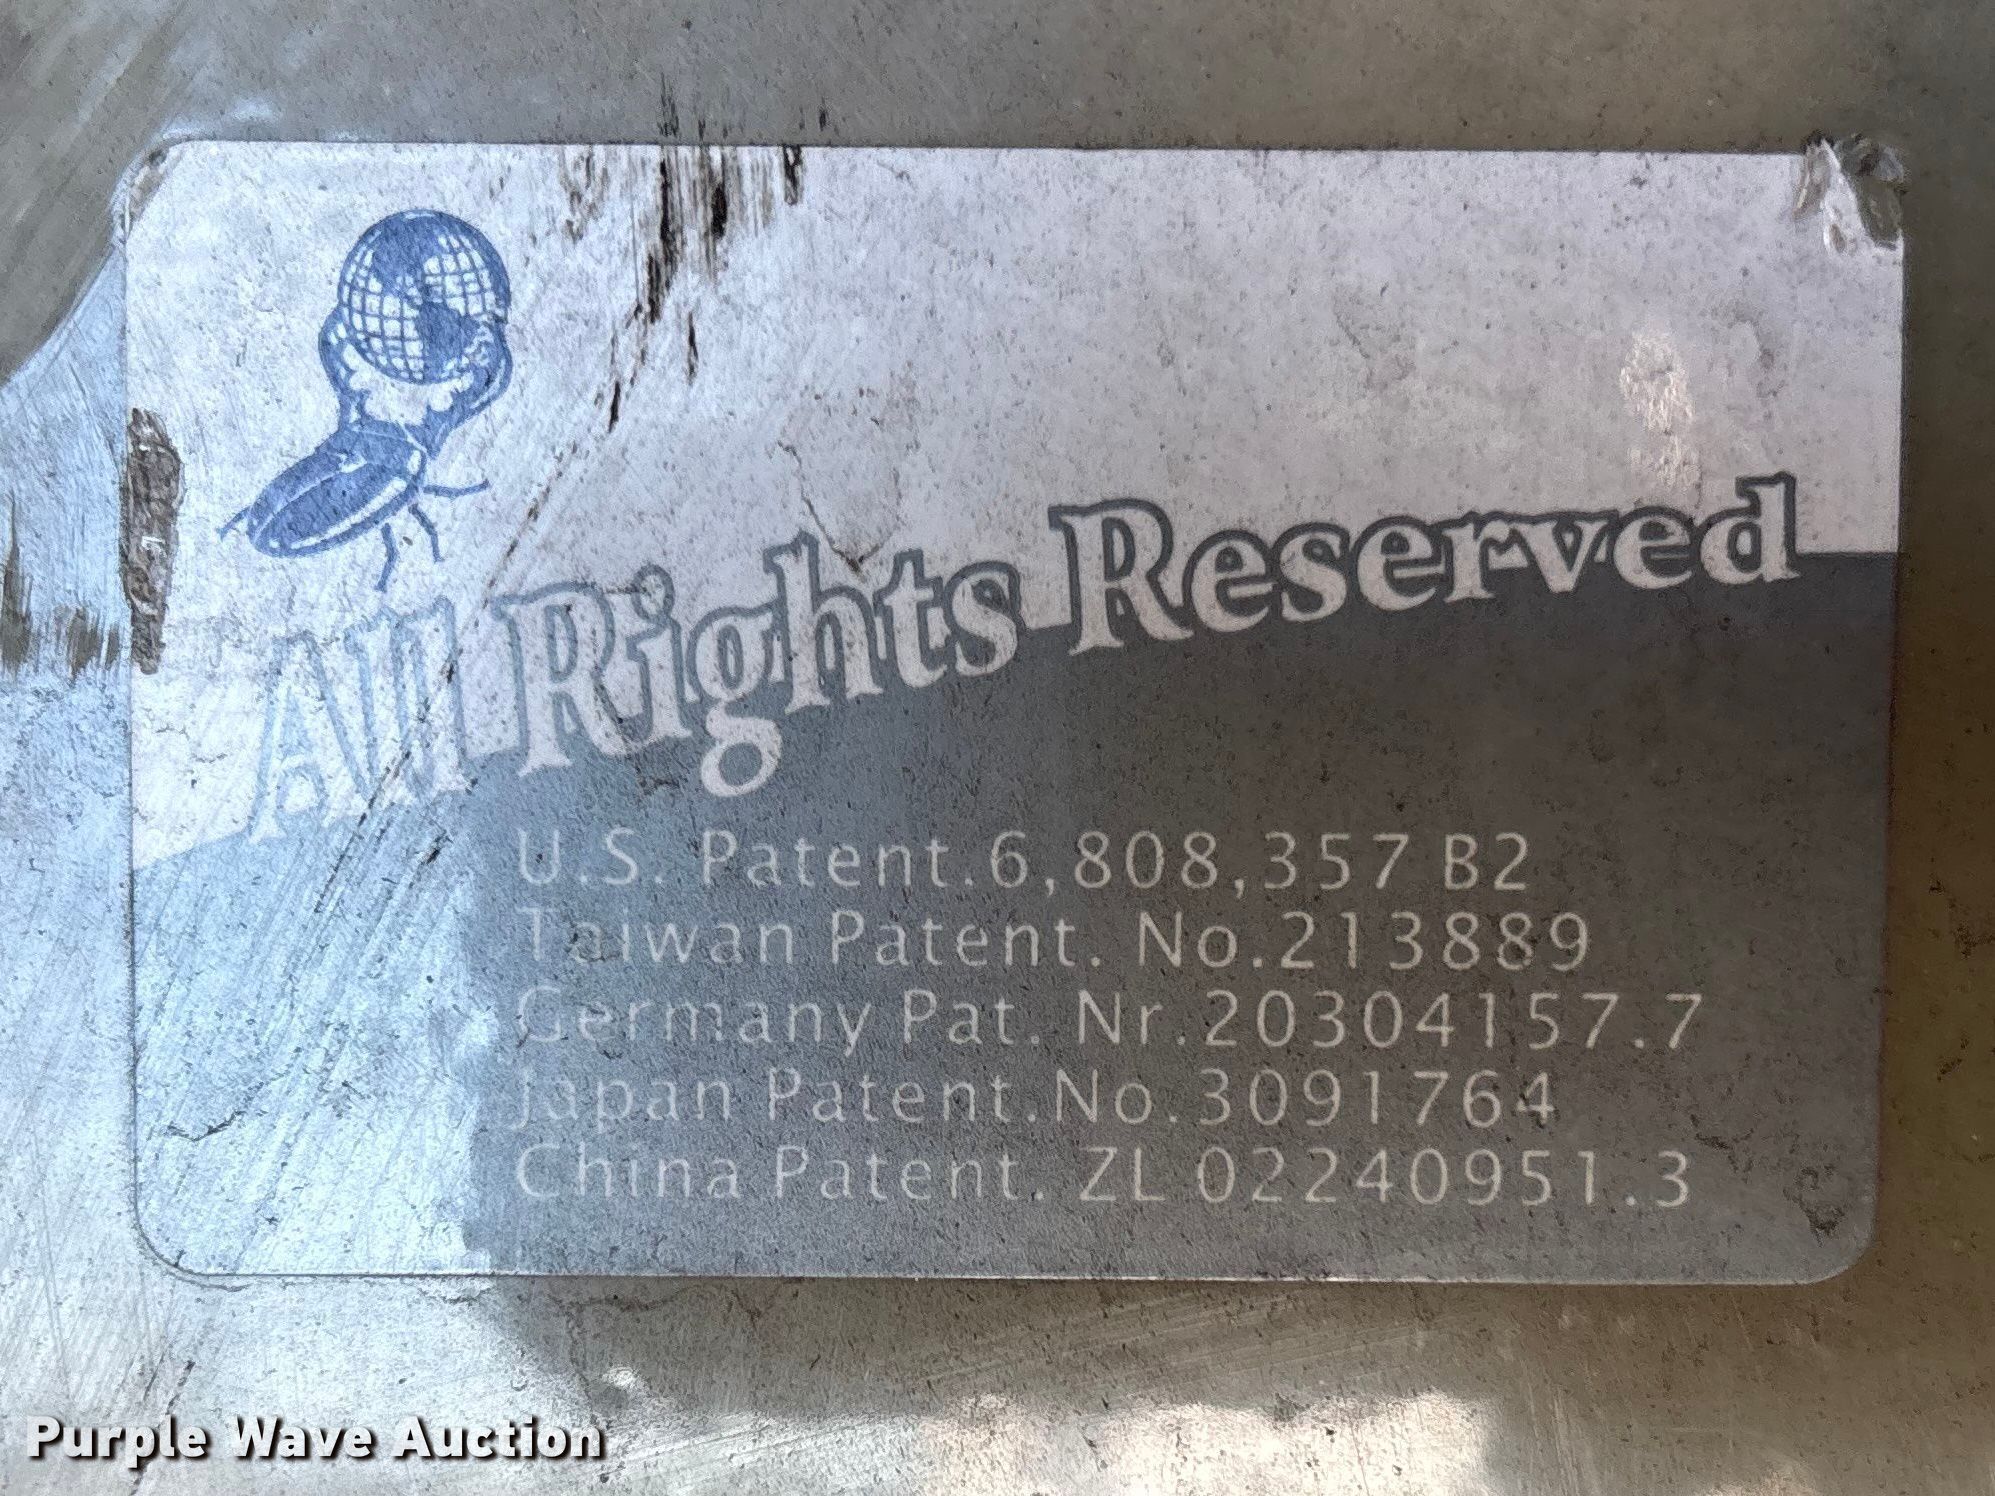 All Rights Reserved
U.S. Patent.6,808,357 B2
Taiwan Patent. No.213889
Germany Pat. Nr.20304157.7
Japan Patent.No.3091764
China Patent. ZL 02240951.3
Purple Wave Auction